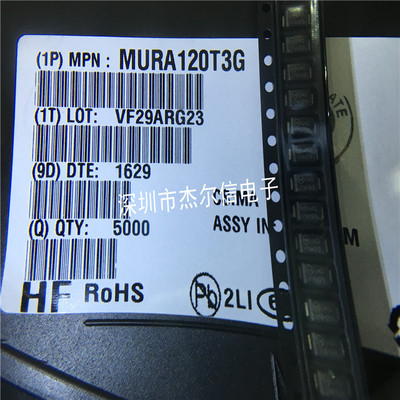 (1P) MPN : MURA120T3G
(1T) LOT: VF29ARG23
(9D) DTE: 1629
深圳市杰尔信电子
(Q) QTY: 5000
ASSY IN
HF RoHS
Pb 2LI e